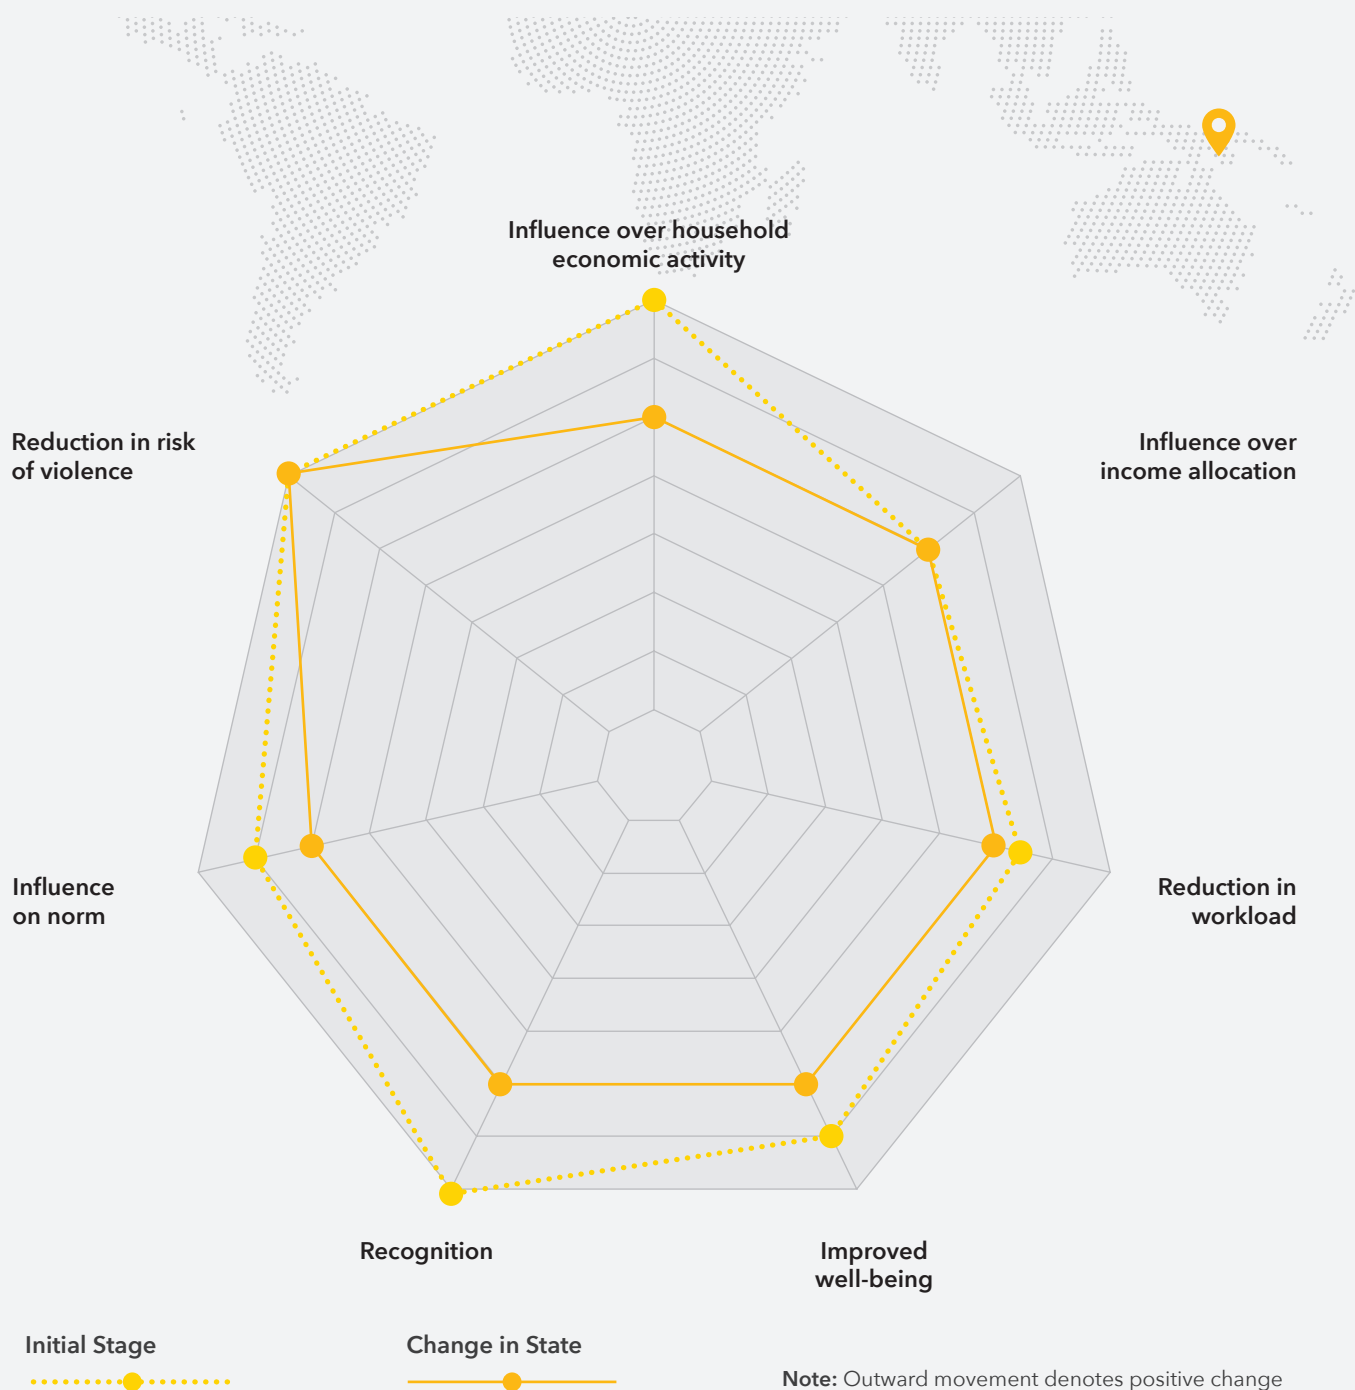 Influence over household
economic activity
Reduction in risk
of violence
Influence over
income allocation
Influence
on norm
Reduction in
workload
Recognition
Improved
well-being
Initial Stage
Change in State
Note: Outward movement denotes positive change